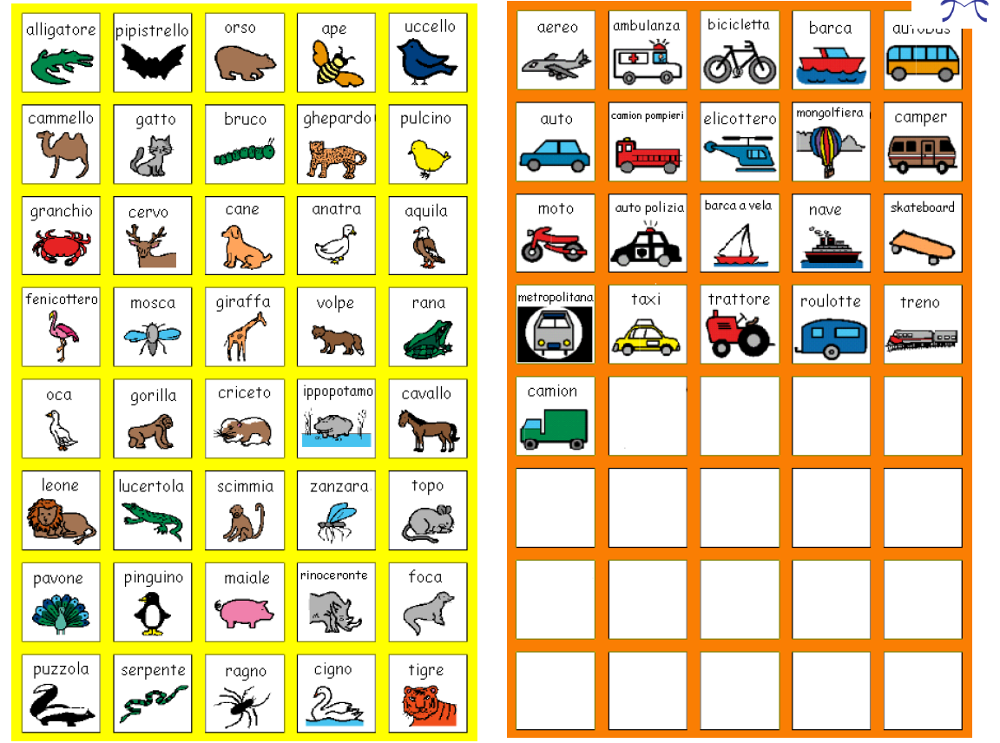 alligatore pipistrello orso ape uccello
cammello gatto bruco ghepardo pulcino
granchio cervo cane anatra aquila
fenicottero mosca giraffa volpe rana
oca gorilla criceto ippopotamo cavallo
leone lucertola scimmia zanzara topo
pavone pinguino maiale rinoceronte foca
puzzola serpente ragno cigno tigre
aereo ambulanza bicicletta barca autobus
auto camion pompieri elicottero mongolfiera camper
moto auto polizia barca a vela nave skateboard
metropolitana taxi trattore roulotte treno
camion